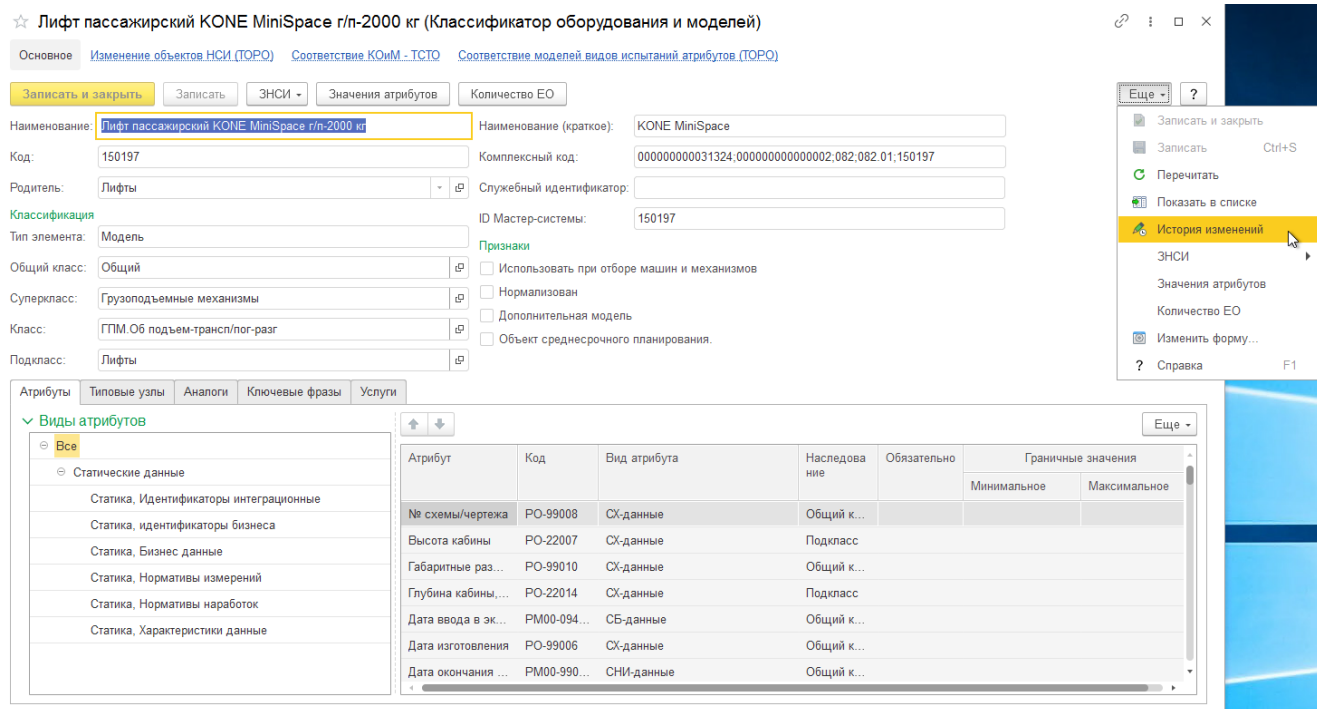 Лифт пассажирский KONE MiniSpace г/п-2000 кг (Классификатор оборудования и моделей)
Основное Изменение объектов НСИ (ТОРО) Соответствие КОиМ - ТСТО Соответствие моделей видов испытаний атрибутов (ТОРО)
Записать и закрыть Записать ЗНСИ Значения атрибутов Количество ЕО Еще ?
Наименование: Лифт пассажирский KONE MiniSpace г/п-2000 кг Наименование (краткое): KONE MiniSpace
Код: 150197 Комплексный код: 000000000031324;000000000000002;082;082.01;150197
Родитель: Лифты Служебный идентификатор:
Классификация ID Мастер-системы: 150197
Тип элемента: Модель Признаки
Общий класс: Общий Использовать при отборе машин и механизмов
Суперкласс: Грузоподъемные механизмы Нормализован
Дополнительная модель
Класс: ГПМ.Об подъем-трансп/пог-разг Объект среднесрочного планирования.
Подкласс: Лифты
Записать и закрыть
Записать Ctrl+S
Перечитать
Показать в списке
История изменений
ЗНСИ
Значения атрибутов
Количество ЕО
Изменить форму...
? Справка F1
Атрибуты Типовые узлы Аналоги Ключевые фразы Услуги
Виды атрибутов
Все
Статические данные
Статика, Идентификаторы интеграционные
Статика, идентификаторы бизнеса
Статика, Бизнес данные
Статика, Нормативы измерений
Статика, Нормативы наработок
Статика, Характеристики данные
Еще
Атрибут Код Вид атрибута Наследова Обязательно Граничные значения
ние Минимальное Максимальное
№ схемы/чертежа РО-99008 СХ-данные Общий к...
Высота кабины РО-22007 СХ-данные Подкласс
Габаритные раз... РО-99010 СХ-данные Общий к...
Глубина кабины,... РО-22014 СХ-данные Подкласс
Дата ввода в эк... РМ00-094... СБ-данные Общий к...
Дата изготовления РО-99006 СХ-данные Общий к...
Дата окончания ... РМ00-990... СНИ-данные Общий к...